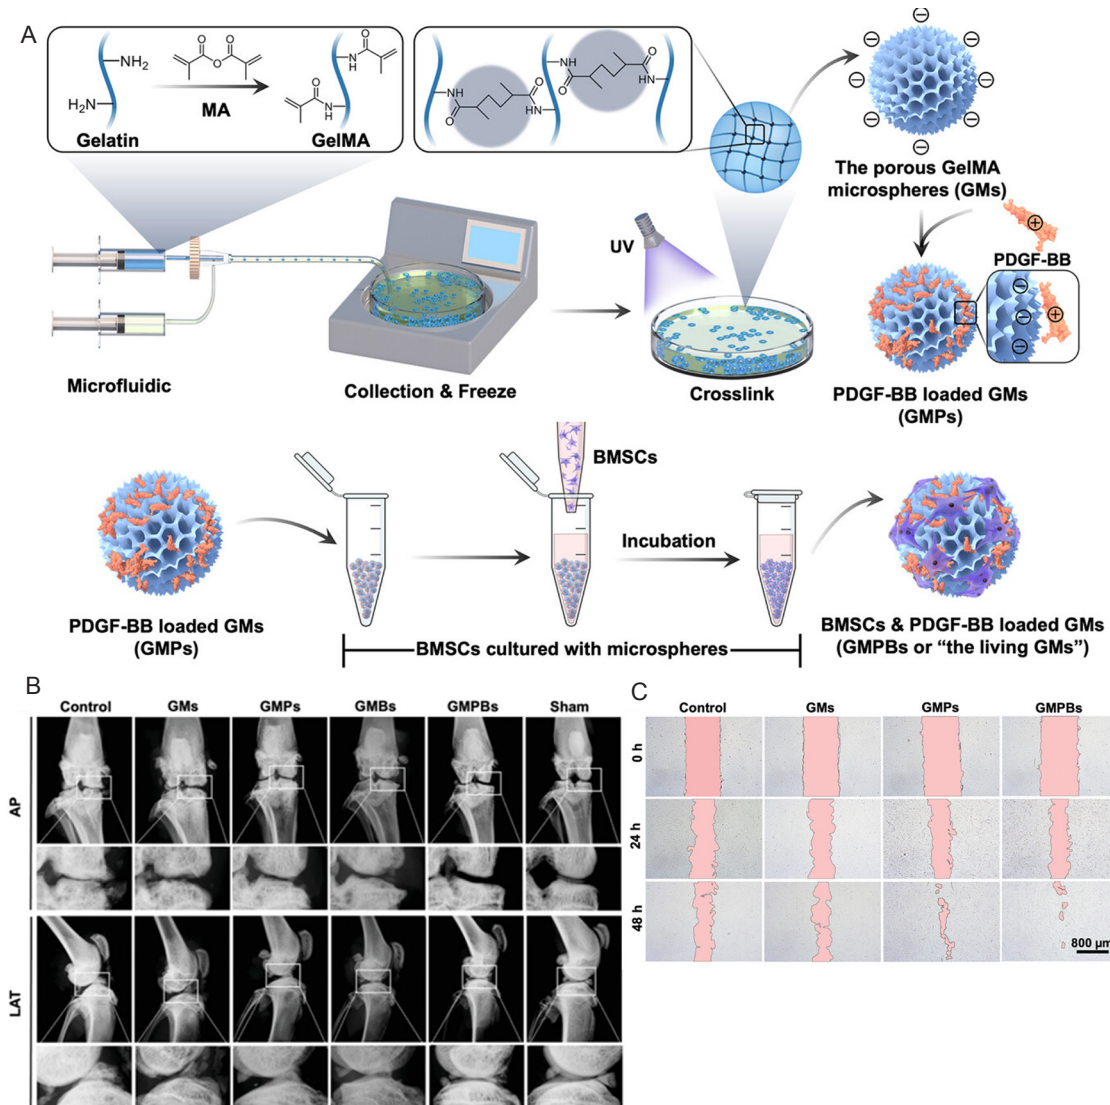 A
NH₂
H₂N
Gelatin
O
O
O
MA
O
NH
O
NH
GelMA
NH
O
O
HN
NH
O
O
HN
The porous GelMA
microspheres (GMs)
UV
PDGF-BB
Microfluidic
Collection & Freeze
Crosslink
PDGF-BB loaded GMs
(GMPs)
BMSCs
Incubation
PDGF-BB loaded GMs
(GMPs)
BMSCs cultured with microspheres
BMSCs & PDGF-BB loaded GMs
(GMPBs or “the living GMs”)
B
Control GMs GMPs GMBs GMPBs Sham
AP
LAT
C
Control GMs GMPs GMPBs
0 h
24 h
48 h
800 µm